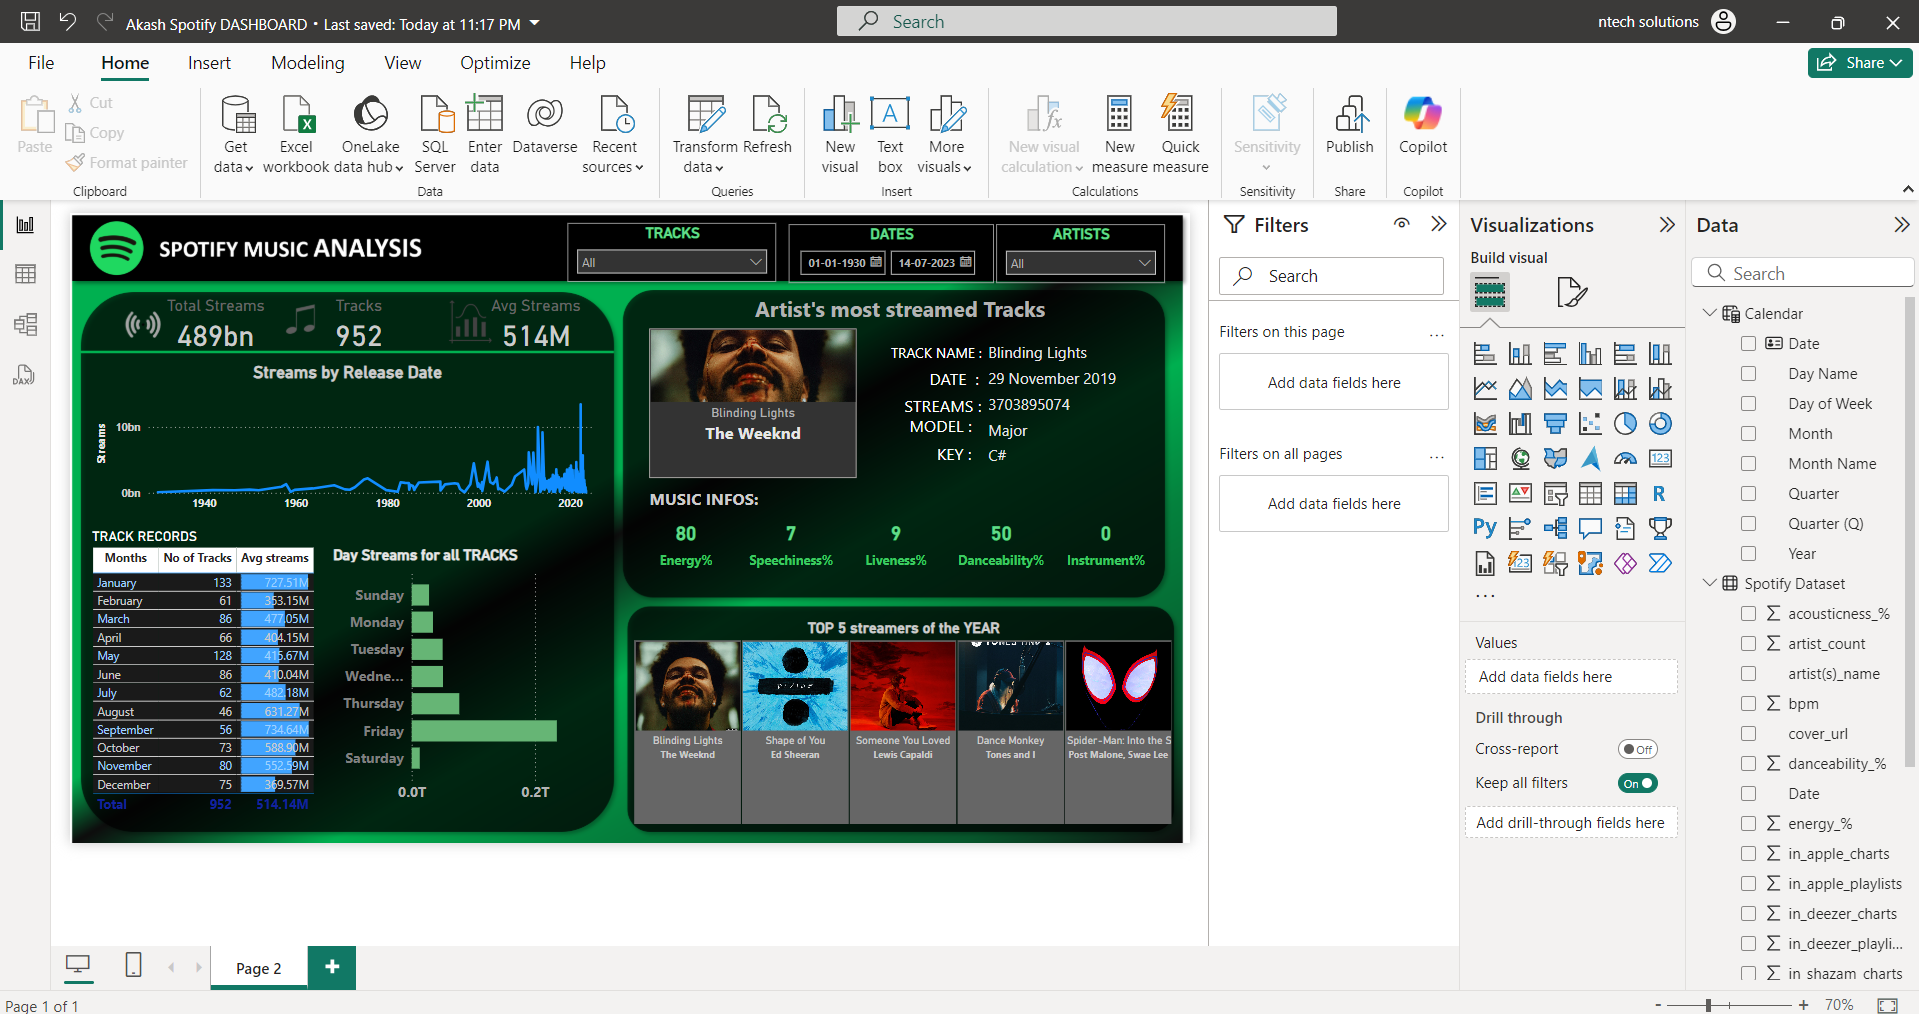 Akash Spotify DASHBOARD • Last saved: Today at 11:17 PM
Search
ntech solutions
File
Home
Insert
Modeling
View
Optimize
Help
Share
Paste
Cut
Copy
Format painter
Clipboard
Get data
Excel workbook
OneLake data hub
SQL Server
Enter data
Dataverse
Recent sources
Data
Transform data
Refresh
Queries
New visual
Text box
More visuals
Insert
New visual calculation
New measure
Quick measure
Calculations
Sensitivity
Sensitivity
Publish
Share
Copilot
Copilot
SPOTIFY MUSIC ANALYSIS
TRACKS
All
DATES
01-01-1930
14-07-2023
ARTISTS
All
Total Streams
489bn
Tracks
952
Avg Streams
514M
Streams by Release Date
Streams
10bn
0bn
1940
1960
1980
2000
2020
TRACK RECORDS
Months No of Tracks Avg streams
January 133 727.51M
February 61 353.15M
March 86 477.05M
April 66 404.15M
May 128 415.67M
June 86 410.04M
July 62 482.18M
August 46 631.27M
September 56 734.64M
October 73 588.90M
November 80 552.59M
December 75 369.57M
Total 952 514.14M
Day Streams for all TRACKS
Sunday
Monday
Tuesday
Wedne...
Thursday
Friday
Saturday
0.0T
0.2T
Artist's most streamed Tracks
Blinding Lights
The Weeknd
TRACK NAME : Blinding Lights
DATE : 29 November 2019
STREAMS : 3703895074
MODEL : Major
KEY : C#
MUSIC INFOS:
80
Energy%
7
Speechiness%
9
Liveness%
50
Danceability%
0
Instrument%
TOP 5 streamers of the YEAR
Blinding Lights
The Weeknd
Shape of You
Ed Sheeran
Someone You Loved
Lewis Capaldi
Dance Monkey
Tones and I
Spider-Man: Into the S
Post Malone, Swae Lee
Filters
Search
Filters on this page
...
Add data fields here
Filters on all pages
...
Add data fields here
Visualizations
Build visual
123
R
Py
123
...
Values
Add data fields here
Drill through
Cross-report
Off
Keep all filters
On
Add drill-through fields here
Data
Search
Calendar
Date
Day Name
Day of Week
Month
Month Name
Quarter
Quarter (Q)
Year
Spotify Dataset
∑ acousticness_%
∑ artist_count
artist(s)_name
∑ bpm
cover_url
∑ danceability_%
Date
∑ energy_%
∑ in_apple_charts
∑ in_apple_playlists
∑ in_deezer_charts
∑ in_deezer_playli...
∑ in_shazam_charts
DAX
Page 2
+
Page 1 of 1
- + 70%